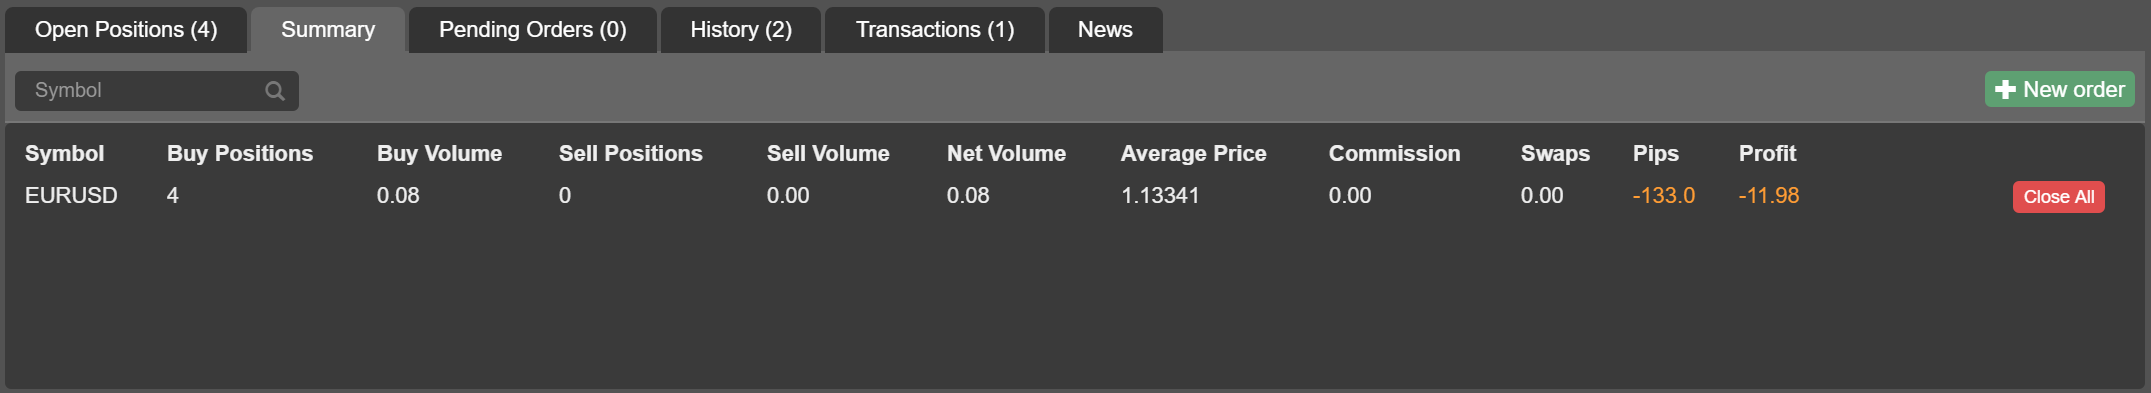 Open Positions (4) Summary Pending Orders (0) History (2) Transactions (1) News
Symbol New order
Symbol Buy Positions Buy Volume Sell Positions Sell Volume Net Volume Average Price Commission Swaps Pips Profit
EURUSD 4 0.08 0 0.00 0.08 1.13341 0.00 0.00 -133.0 -11.98 Close All